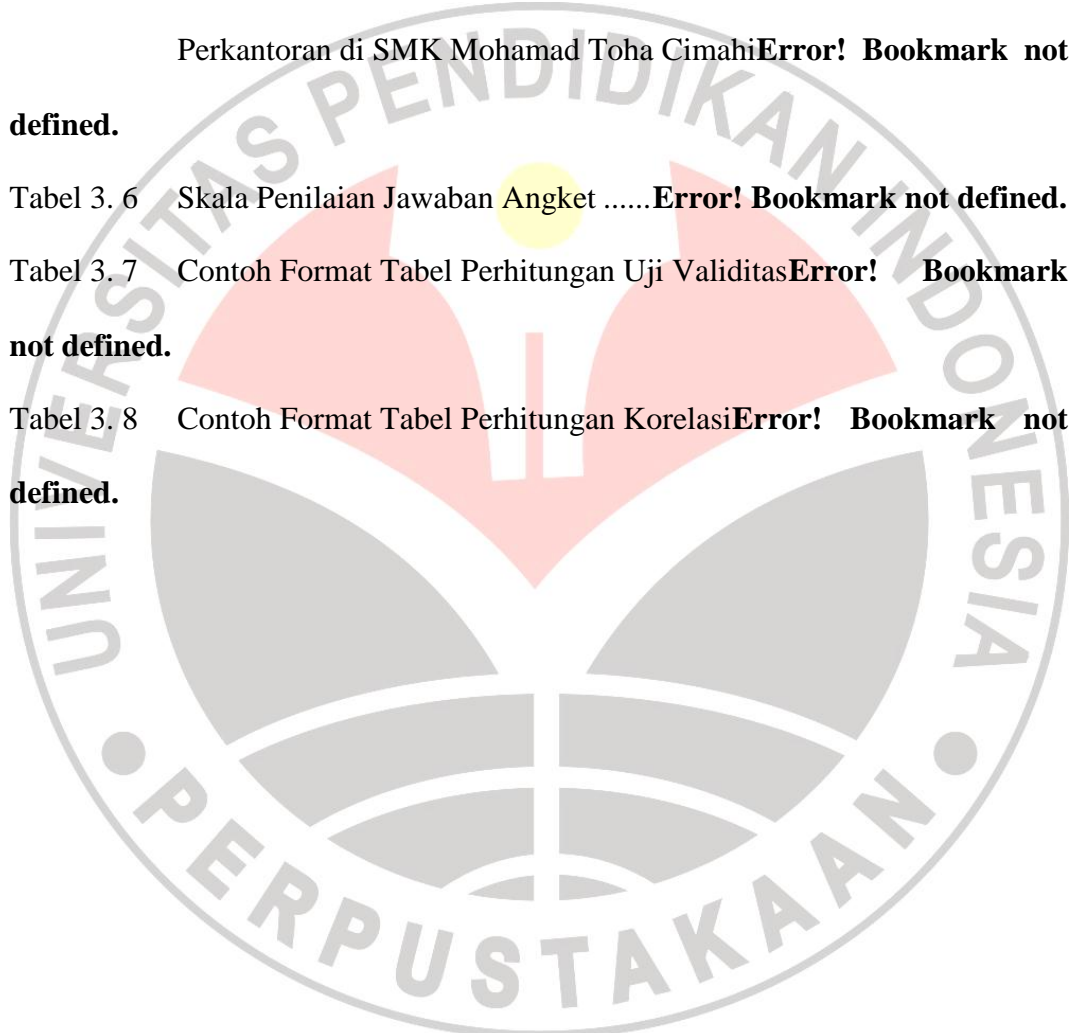 Perkantoran di SMK Mohamad Toha CimahiError! Bookmark not
defined.
Tabel 3. 6 Skala Penilaian Jawaban Angket ......Error! Bookmark not defined.
Tabel 3. 7 Contoh Format Tabel Perhitungan Uji ValiditasError! Bookmark
not defined.
Tabel 3. 8 Contoh Format Tabel Perhitungan KorelasiError! Bookmark not
defined.
UNIVERSITAS PENDIDIKAN INDONESIA
PERPUSTAKAAN